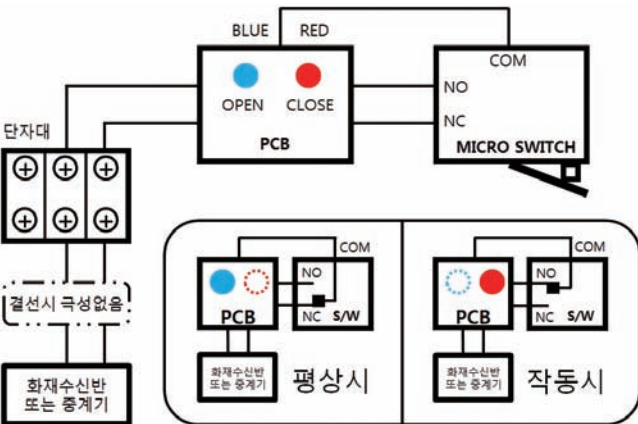 BLUE RED
COM
OPEN CLOSE
NO
NC
PCB
MICRO SWITCH
단자대
결선시 극성없음
화재수신반
또는 중계기
COM
NO
NC S/W
PCB
화재수신반
또는 중계기
평상시
COM
NO
NC S/W
PCB
화재수신반
또는 중계기
작동시